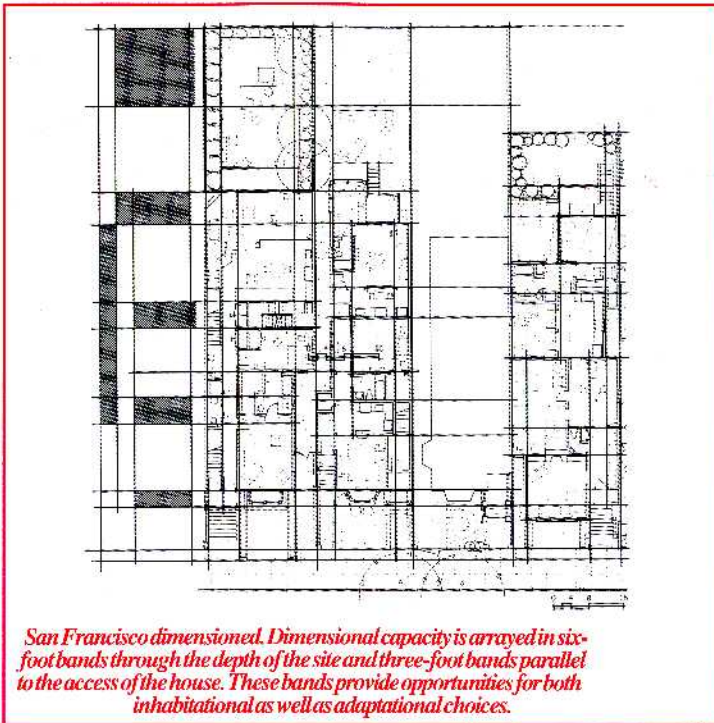 San Francisco dimensioned. Dimensional capacity is arrayed in six-
foot bands through the depth of the site and three-foot bands parallel
to the access of the house. These bands provide opportunities for both
inhabitational as well as adaptational choices.